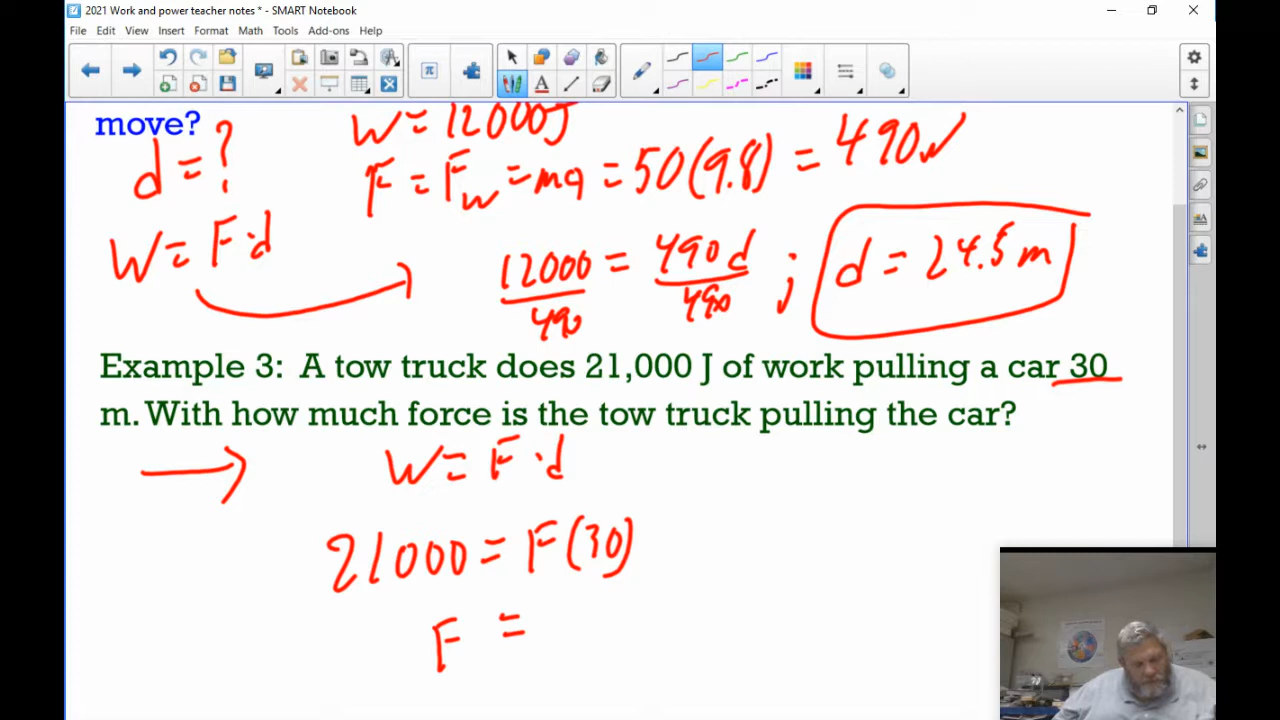 2021 Work and power teacher notes * - SMART Notebook
File Edit View Insert Format Math Tools Add-ons Help
move?
W = 12000J
d = ?
F = Fw = ma = 50(9.8) = 490N
W = F·d
12000/490 = 490d/490 ; d = 24.5 m
Example 3: A tow truck does 21,000 J of work pulling a car 30
m. With how much force is the tow truck pulling the car?
W = F·d
21000 = F(30)
F =